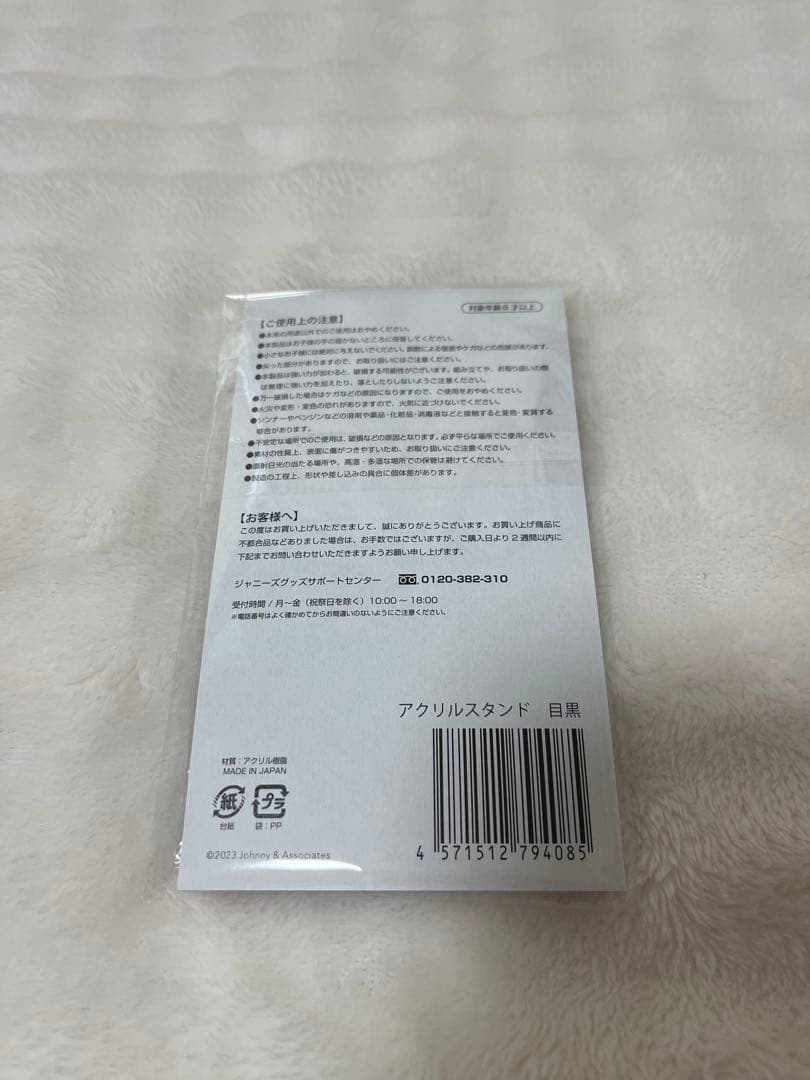 対象年齢6才以上
【ご使用上の注意】
●本来の用途以外でのご使用はおやめください。
●本製品はお子様の手の届かないところに保管してください。
●小さなお子様には絶対に与えないでください。誤飲による窒息やケガなどの危険があります。
●尖った部分がありますので、お取り扱いにはご注意ください。
●本製品は強い力が加わると、破損する可能性がございます。組み立てや、お取り扱いの際
は無理に強い力を加えたり、落としたりしないようご注意ください。
●万一破損した場合はケガなどの原因になりますので、ご使用をおやめください。
●火災や変形・変色の恐れがありますので、火気に近づけないでください。
●シンナーやベンジンなどの溶剤や薬品・化粧品・消毒液などと接触すると変色・変質する
場合があります。
●不安定な場所でのご使用は、破損などの原因となります。必ず平らな場所でご使用ください。
●素材の性質上、表面に傷がつきやすいため、お取り扱いにご注意ください。
●直射日光の当たる場所や、高温・多湿な場所での保管は避けてください。
●製造の工程上、形状や差し込みの具合に個体差があります。
【お客様へ】
この度はお買い上げいただきまして、誠にありがとうございます。お買い上げ商品に
不都合品などありました場合は、お手数ではございますが、ご購入日より2週間以内に
下記までお問い合わせいただきますようお願い申し上げます。
ジャニーズグッズサポートセンター 0120-382-310
受付時間 / 月〜金（祝祭日を除く）10:00〜18:00
※電話番号はよく確かめてからお間違いのないようにご注意ください。
アクリルスタンド 目黒
材質：アクリル樹脂
MADE IN JAPAN
紙 プラ
台紙 袋：PP
©2023 Johnny & Associates
4 571512 794085